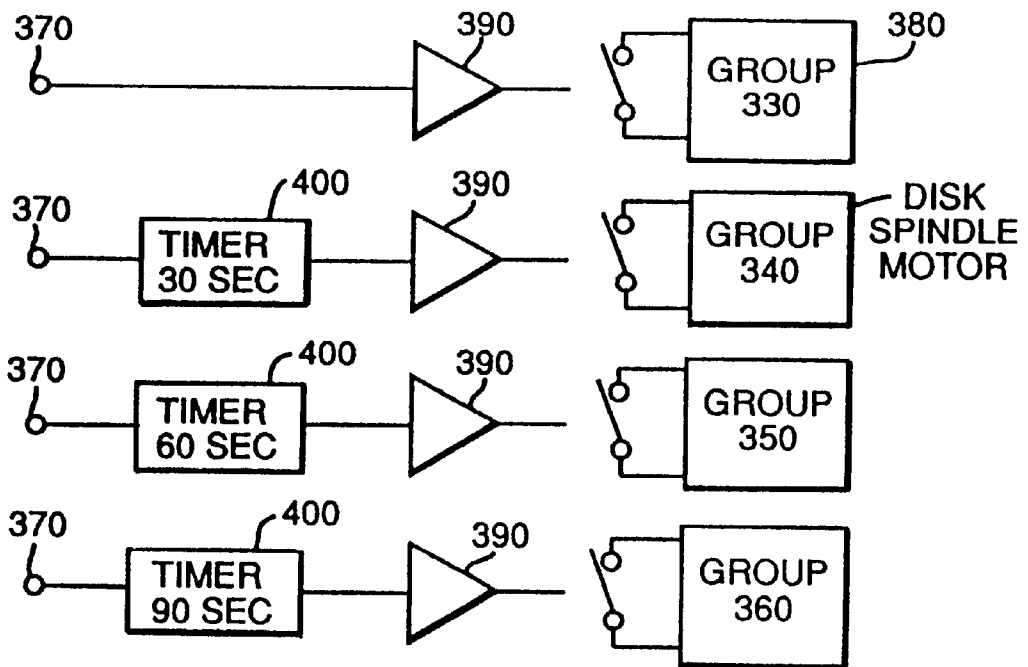 370
390
380
GROUP
330
370
400
TIMER
30 SEC
390
GROUP
340
DISK
SPINDLE
MOTOR
370
400
TIMER
60 SEC
390
GROUP
350
370
400
TIMER
90 SEC
390
GROUP
360